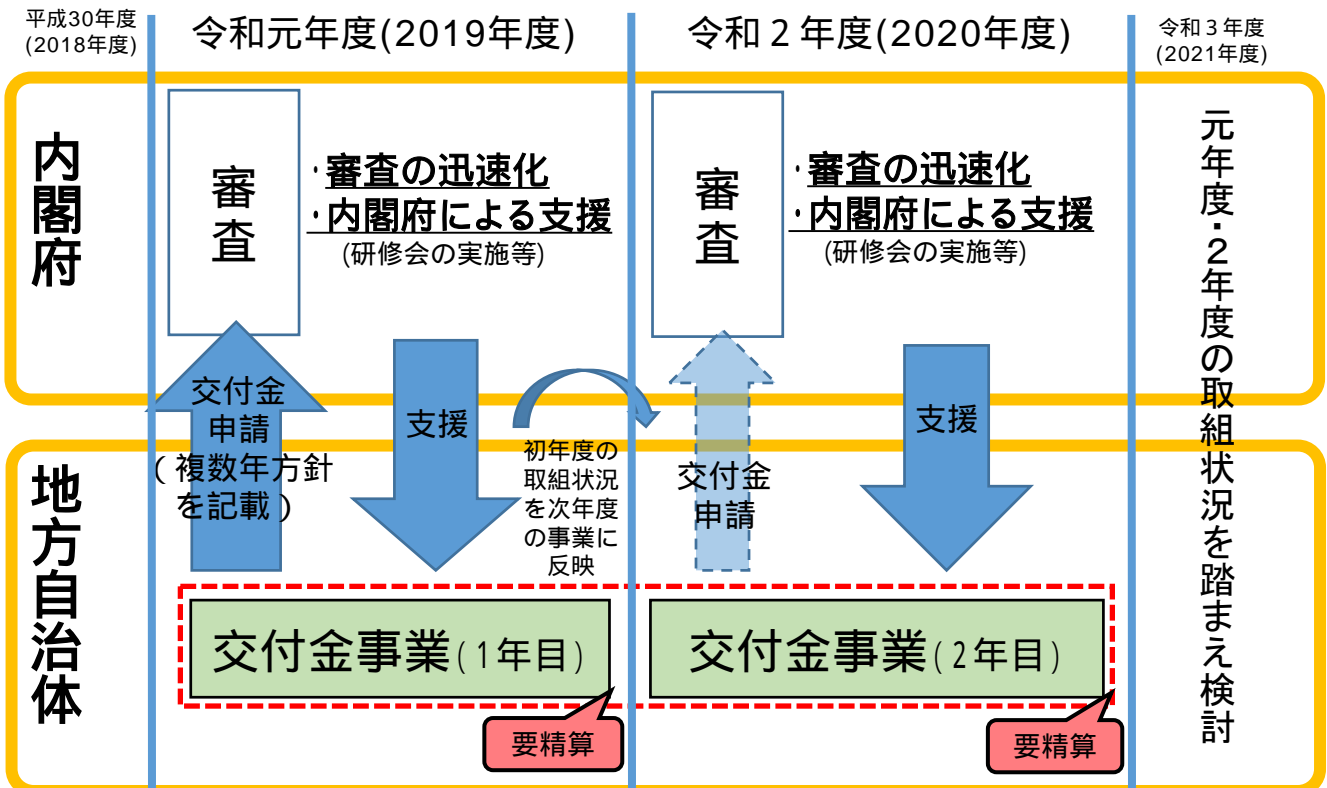 平成30年度
(2018年度)
令和元年度(2019年度)
令和２年度(2020年度)
令和３年度
(2021年度)
内閣府
審査
・審査の迅速化
・内閣府による支援
(研修会の実施等)
審査
・審査の迅速化
・内閣府による支援
(研修会の実施等)
元年度・２年度の取組状況を踏まえ検討
交付金
申請
（複数年方針
を記載）
支援
初年度の
取組状況
を次年度
の事業に
反映
交付金
申請
支援
地方自治体
交付金事業(１年目)
交付金事業(２年目)
要精算
要精算